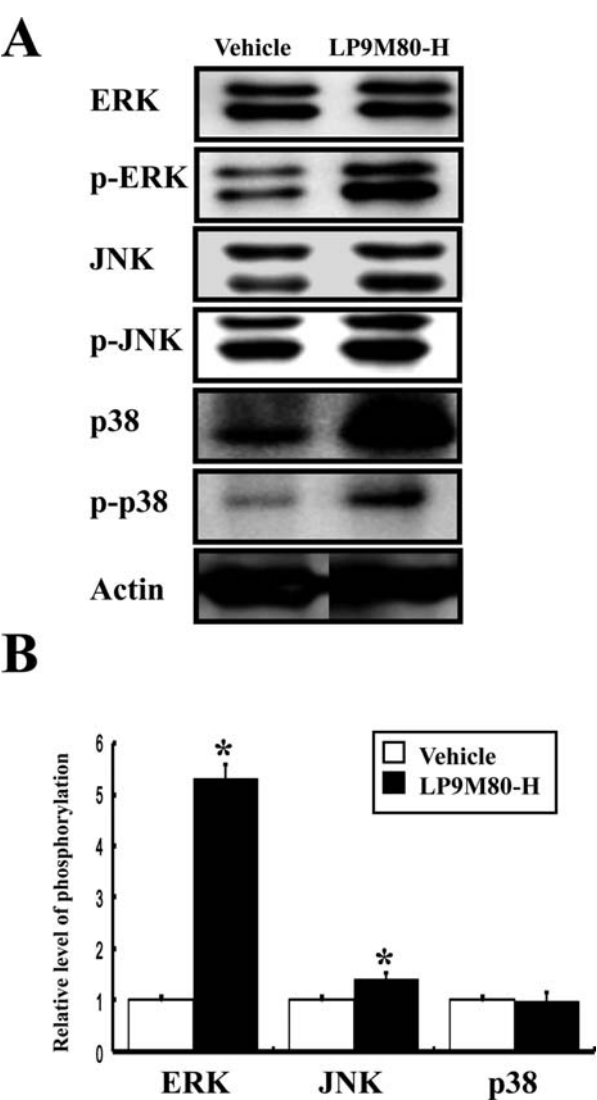 A
Vehicle LP9M80-H
ERK
p-ERK
JNK
p-JNK
p38
p-p38
Actin
B
Relative level of phosphorylation
6
5
4
3
2
1
0
*
*
Vehicle
LP9M80-H
ERK JNK p38